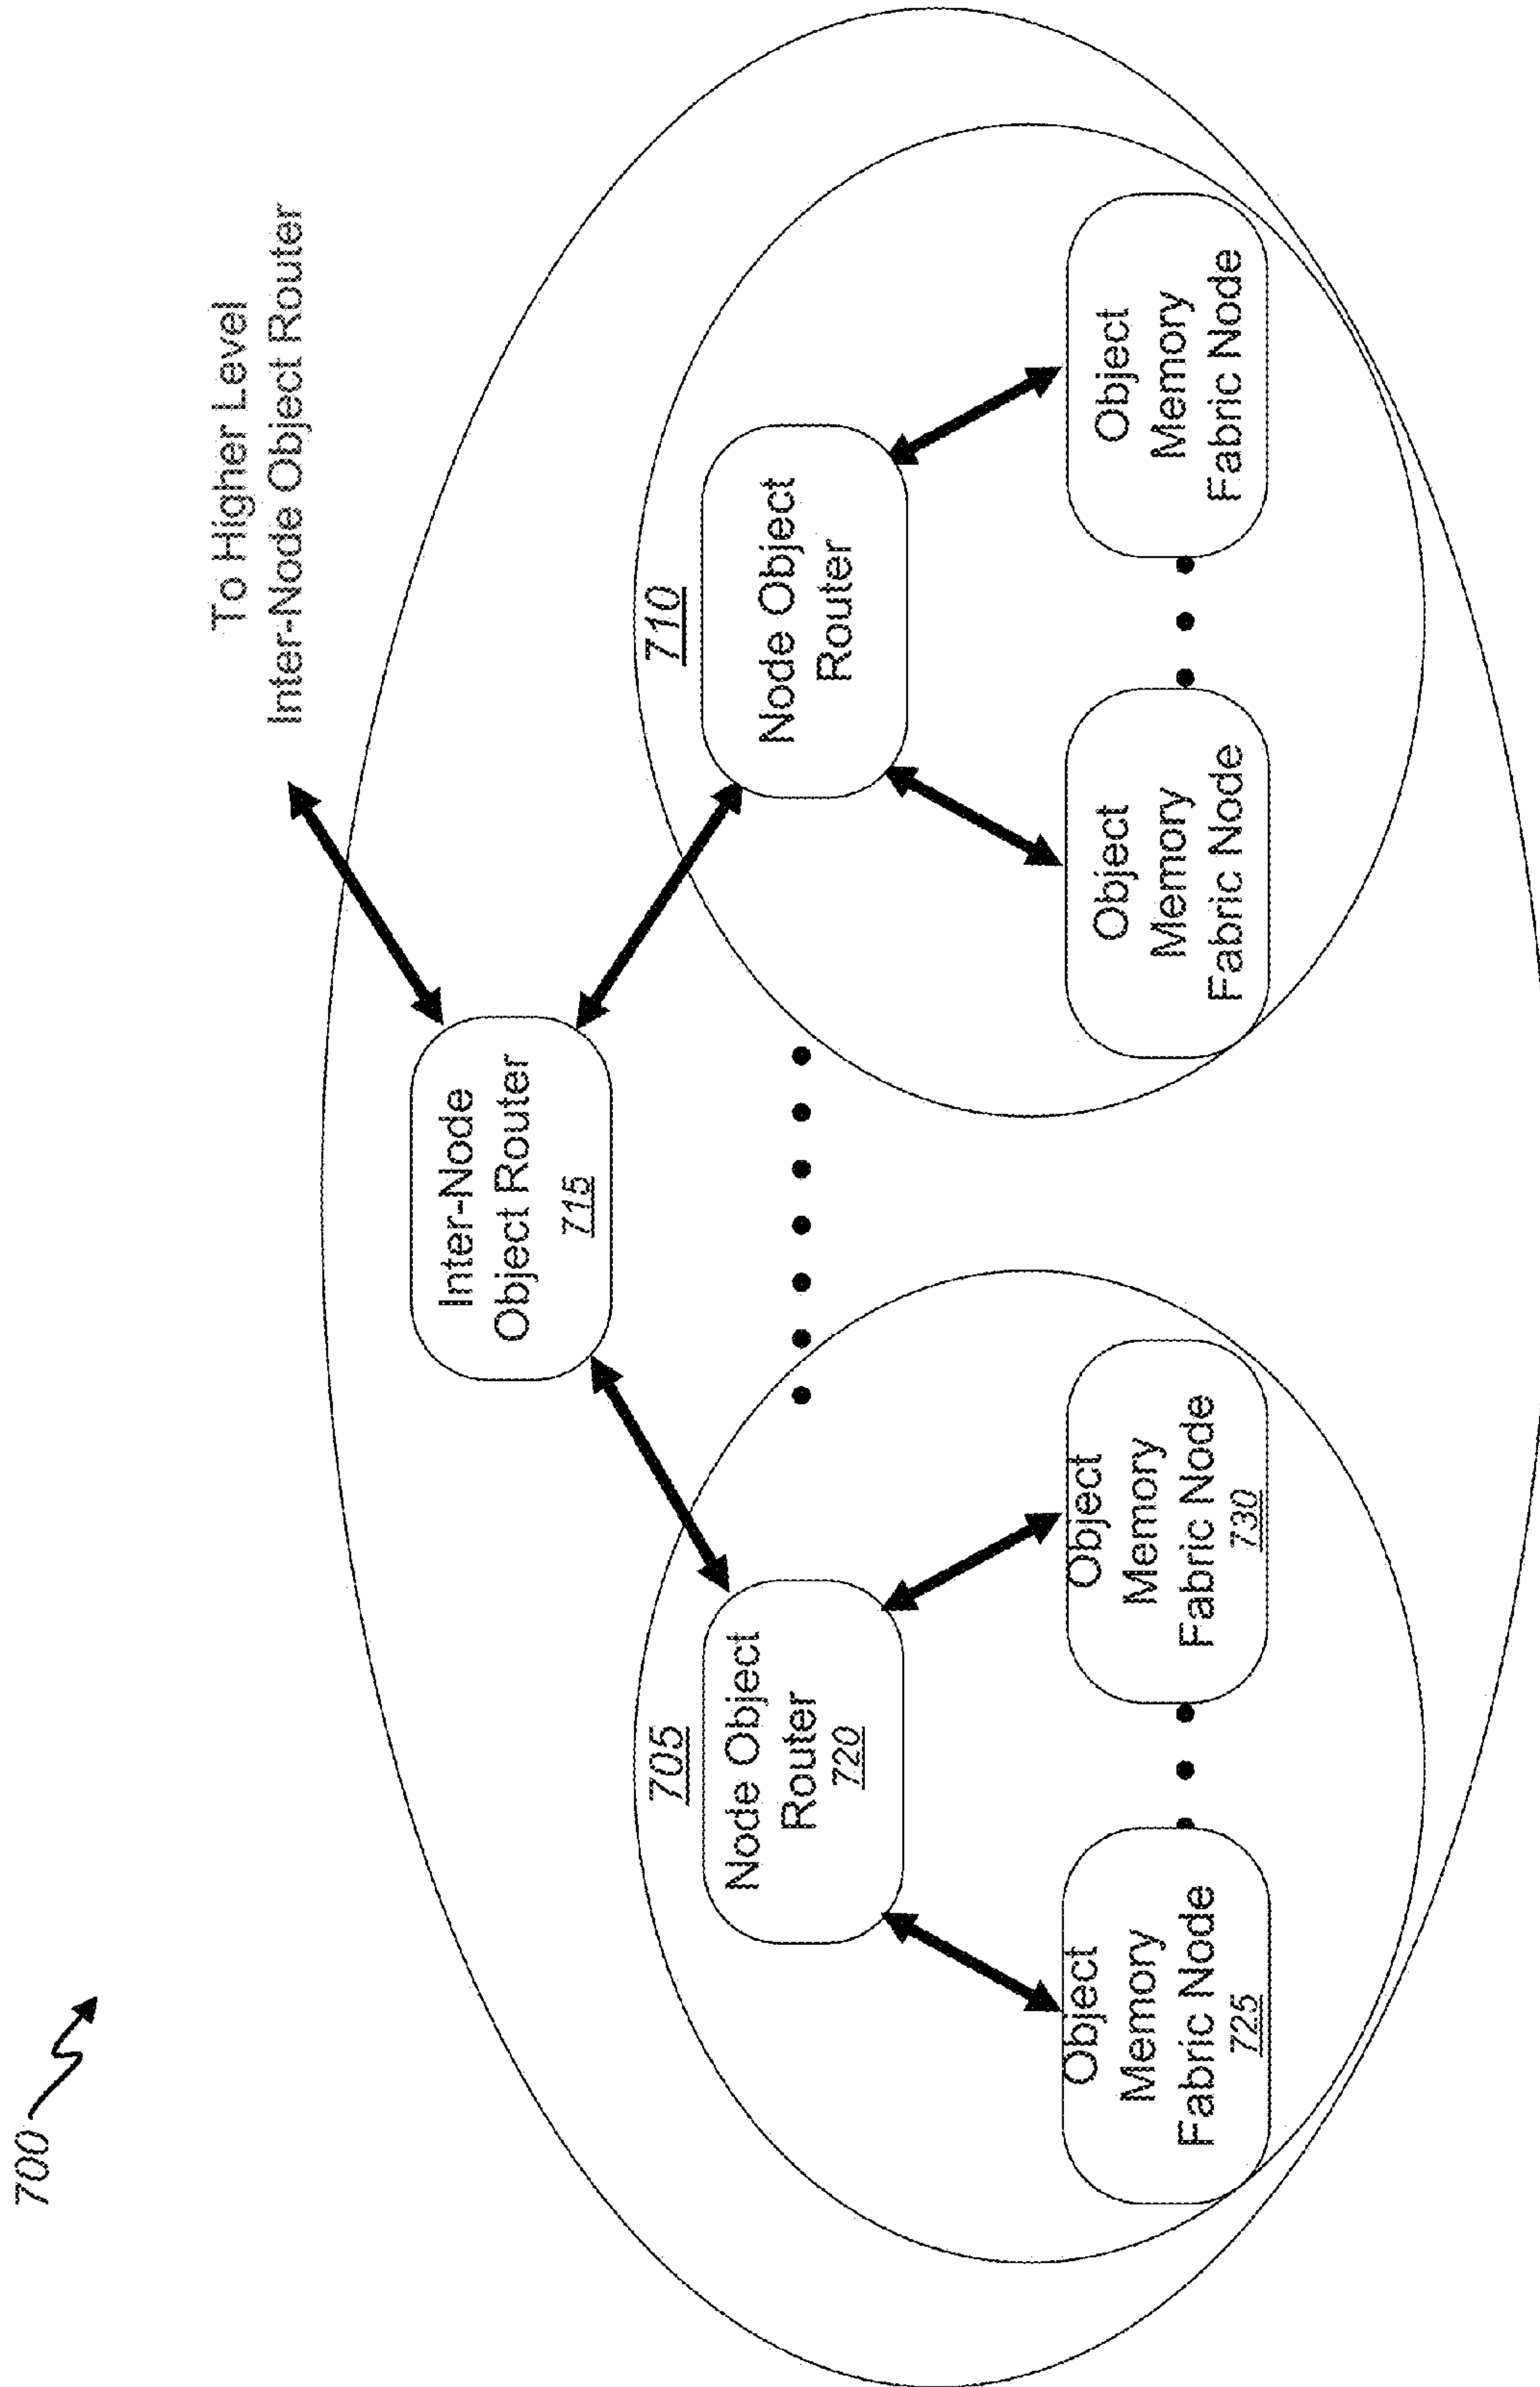 700
To Higher Level
Inter-Node Object Router
Inter-Node
Object Router
715
705
Node Object
Router
720
710
Node Object
Router
Object
Memory
Fabric Node
725
Object
Memory
Fabric Node
730
Object
Memory
Fabric Node
Object
Memory
Fabric Node